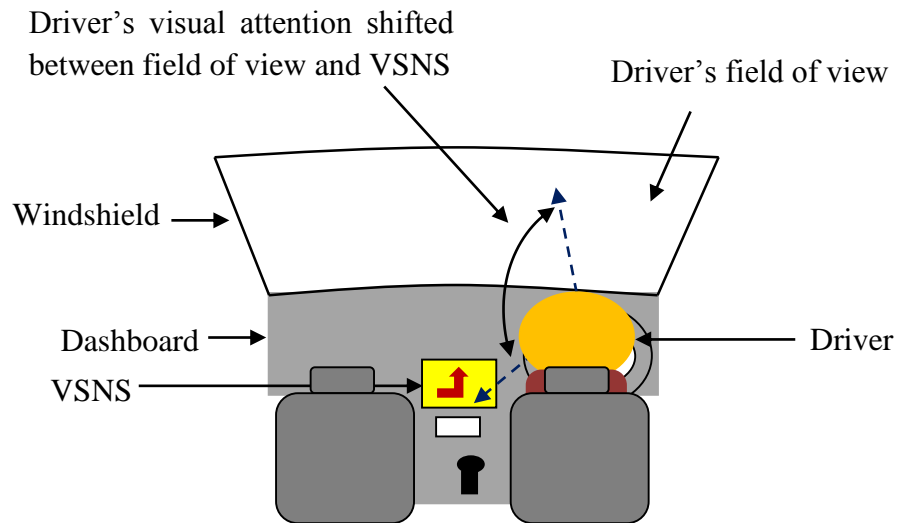 Driver’s visual attention shifted
between field of view and VSNS
Driver’s field of view
Windshield
Dashboard
Driver
VSNS